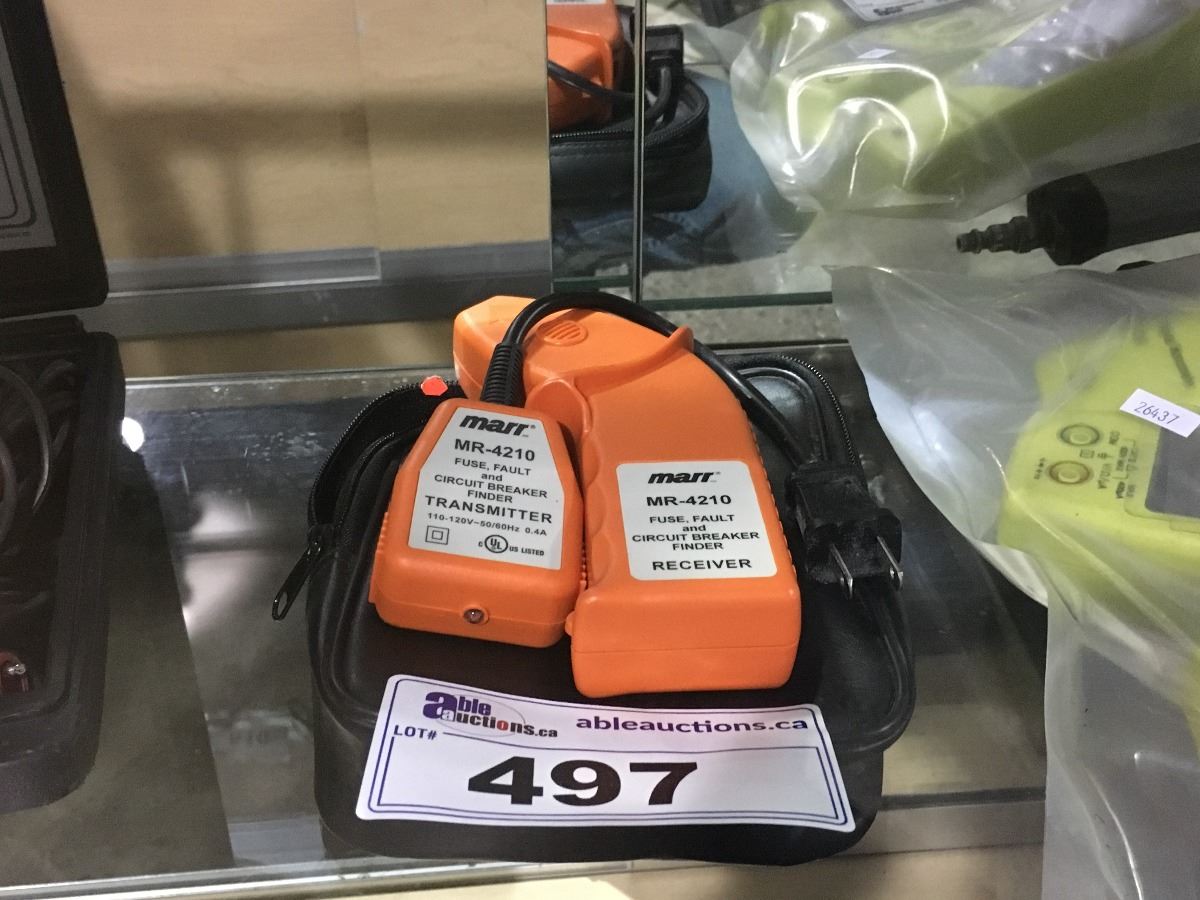 marr
MR-4210
FUSE, FAULT
and
CIRCUIT BREAKER
FINDER
TRANSMITTER
110-120V~50/60Hz 0.4A
C UL US LISTED
marr
MR-4210
FUSE, FAULT
and
CIRCUIT BREAKER
FINDER
RECEIVER
26437
able auctions.ca
ableauctions.ca
LOT#
497